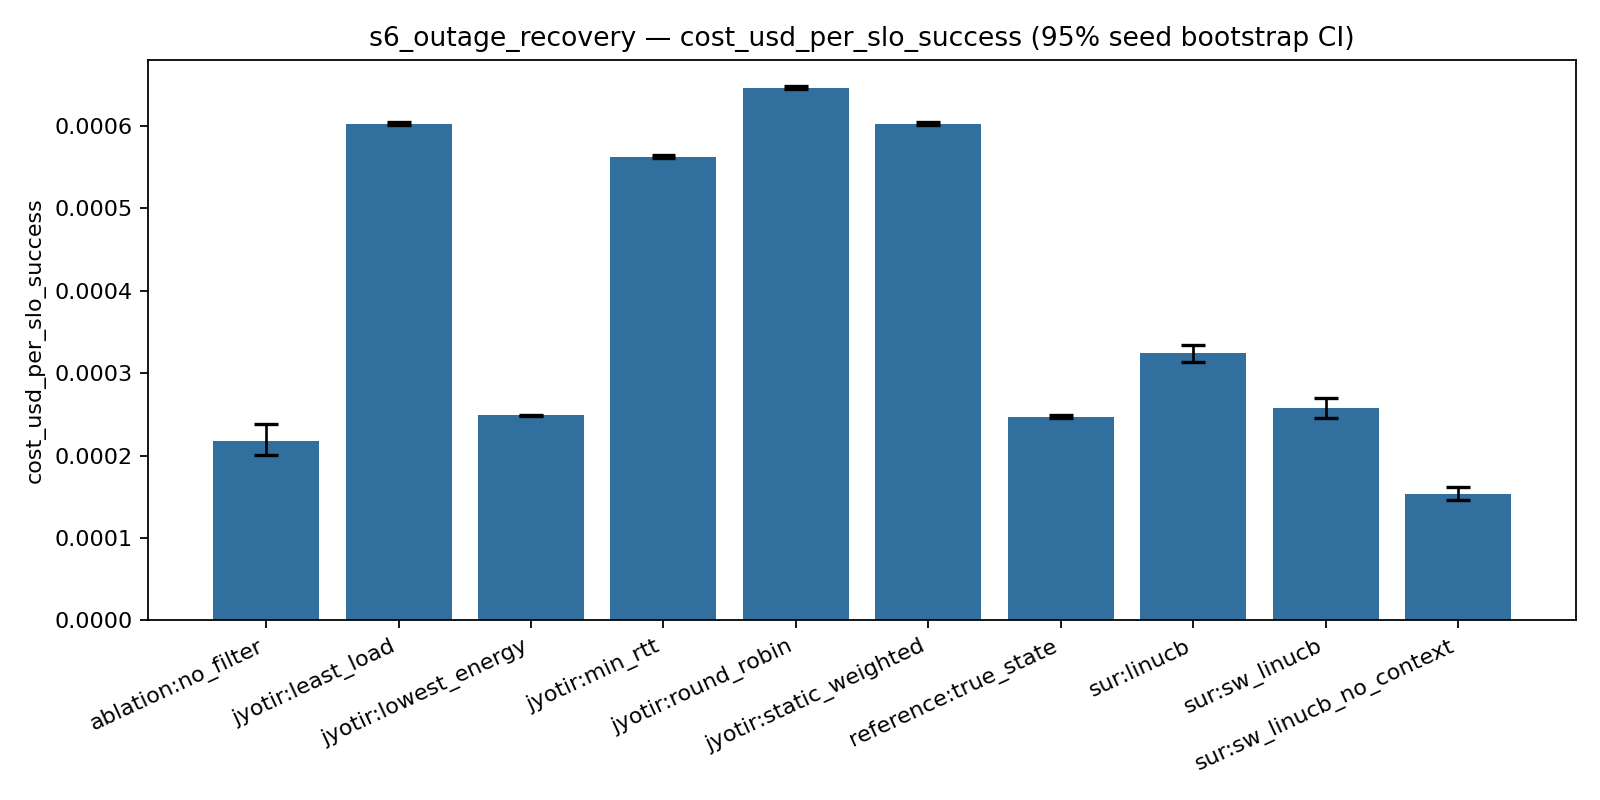 s6_outage_recovery — cost_usd_per_slo_success (95% seed bootstrap CI)
cost_usd_per_slo_success
0.0006
0.0005
0.0004
0.0003
0.0002
0.0001
0.0000
ablation:no_filter
jyotir:least_load
jyotir:lowest_energy
jyotir:min_rtt
jyotir:round_robin
jyotir:static_weighted
reference:true_state
sur:linucb
sur:sw_linucb
sur:sw_linucb_no_context